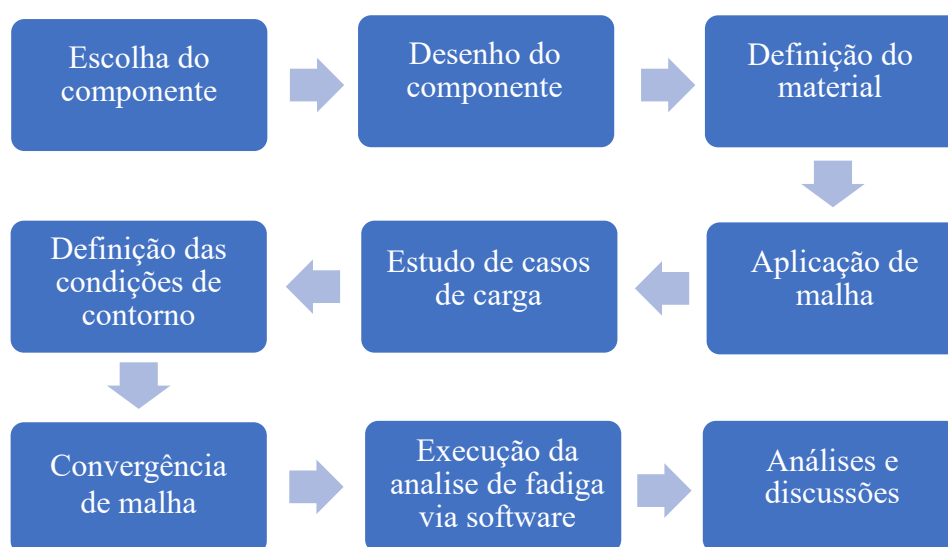 Escolha do
componente
Desenho do
componente
Definição do
material
Aplicação de
malha
Estudo de casos
de carga
Definição das
condições de
contorno
Convergência
de malha
Execução da
analise de fadiga
via software
Análises e
discussões